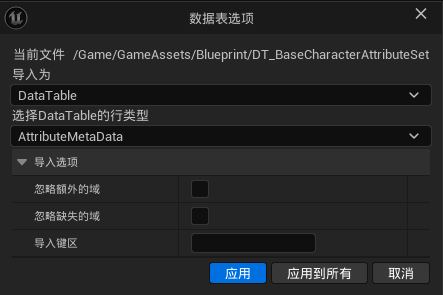 数据表选项
当前文件 /Game/GameAssets/Blueprint/DT_BaseCharacterAttributeSet
导入为
DataTable
选择DataTable的行类型
AttributeMetaData
导入选项
忽略额外的域
忽略缺失的域
导入键区
应用 应用到所有 取消